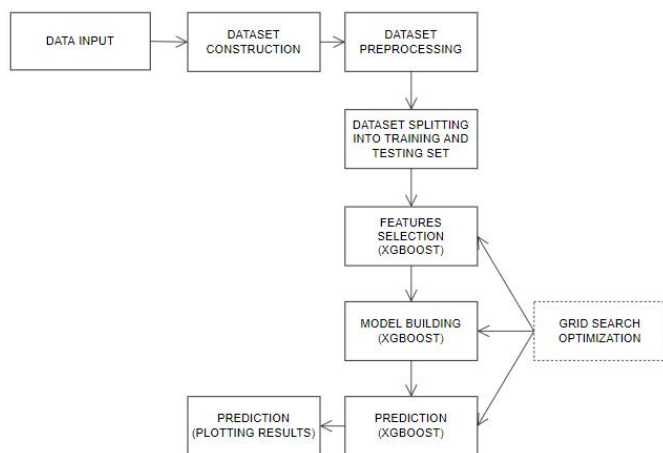 DATA INPUT
DATASET
CONSTRUCTION
DATASET
PREPROCESSING
DATASET SPLITTING
INTO TRAINING AND
TESTING SET
FEATURES
SELECTION
(XGBOOST)
MODEL BUILDING
(XGBOOST)
GRID SEARCH
OPTIMIZATION
PREDICTION
(PLOTTING RESULTS)
PREDICTION
(XGBOOST)